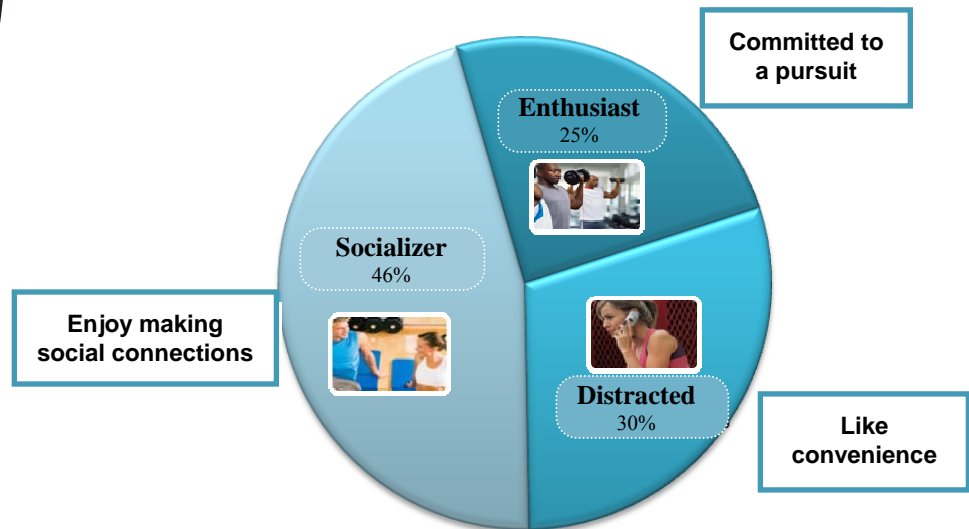 Committed to
a pursuit
Enthusiast
25%
Socializer
46%
Enjoy making
social connections
Distracted
30%
Like
convenience